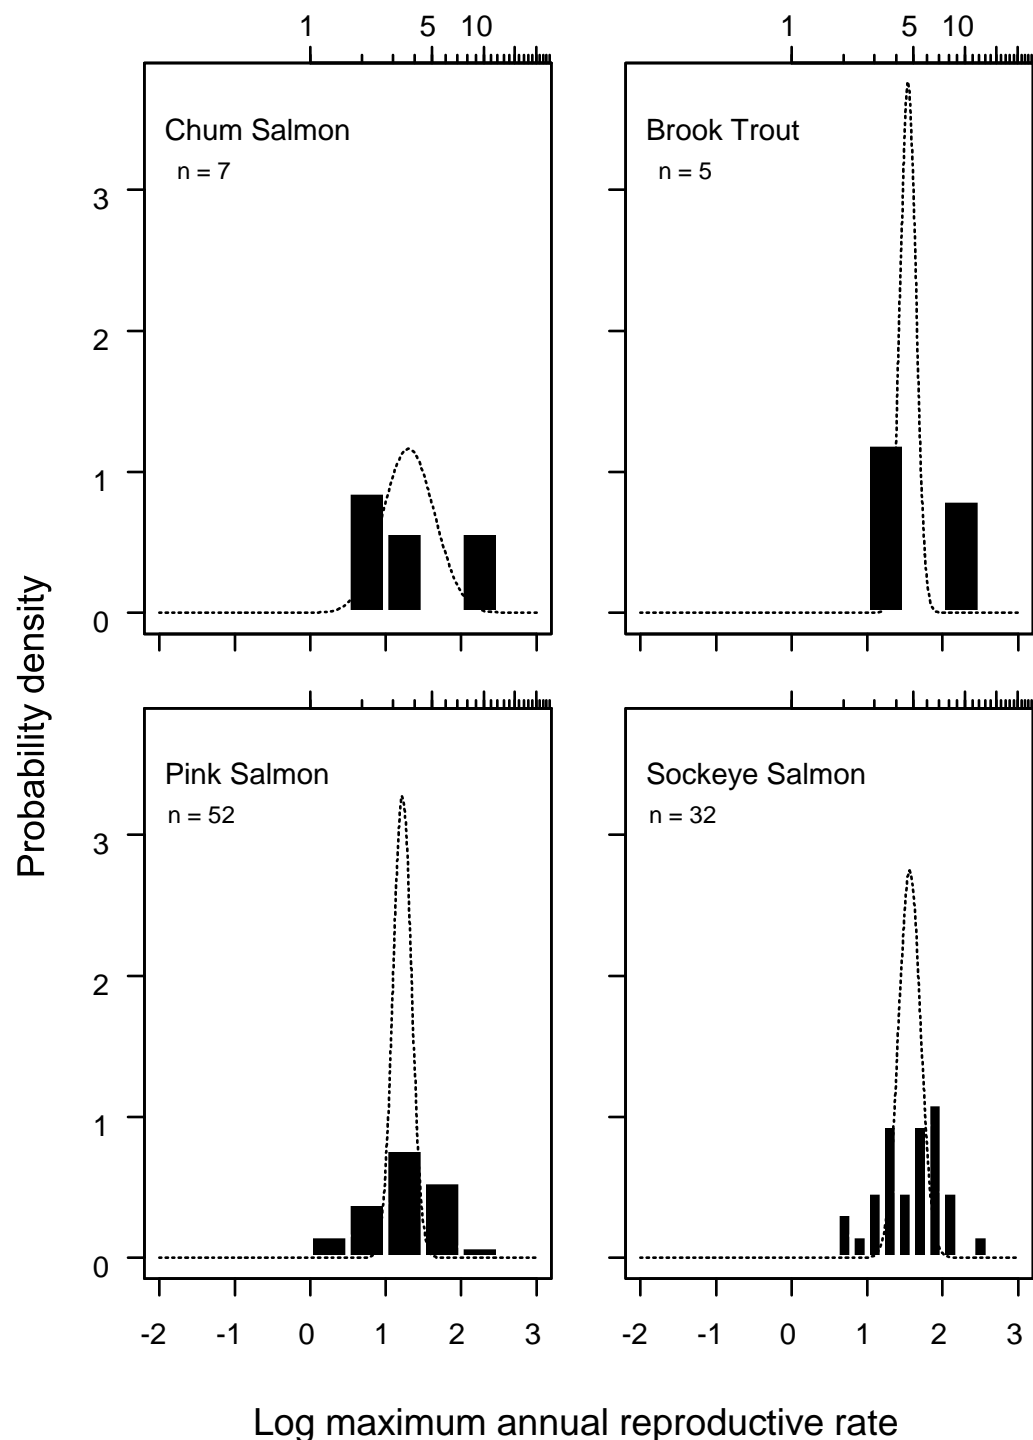 1 5 10 1 5 10
Chum Salmon
n = 7
Brook Trout
n = 5
3
2
1
0
Probability density
Pink Salmon
n = 52
Sockeye Salmon
n = 32
3
2
1
0
-2 -1 0 1 2 3 -2 -1 0 1 2 3
Log maximum annual reproductive rate